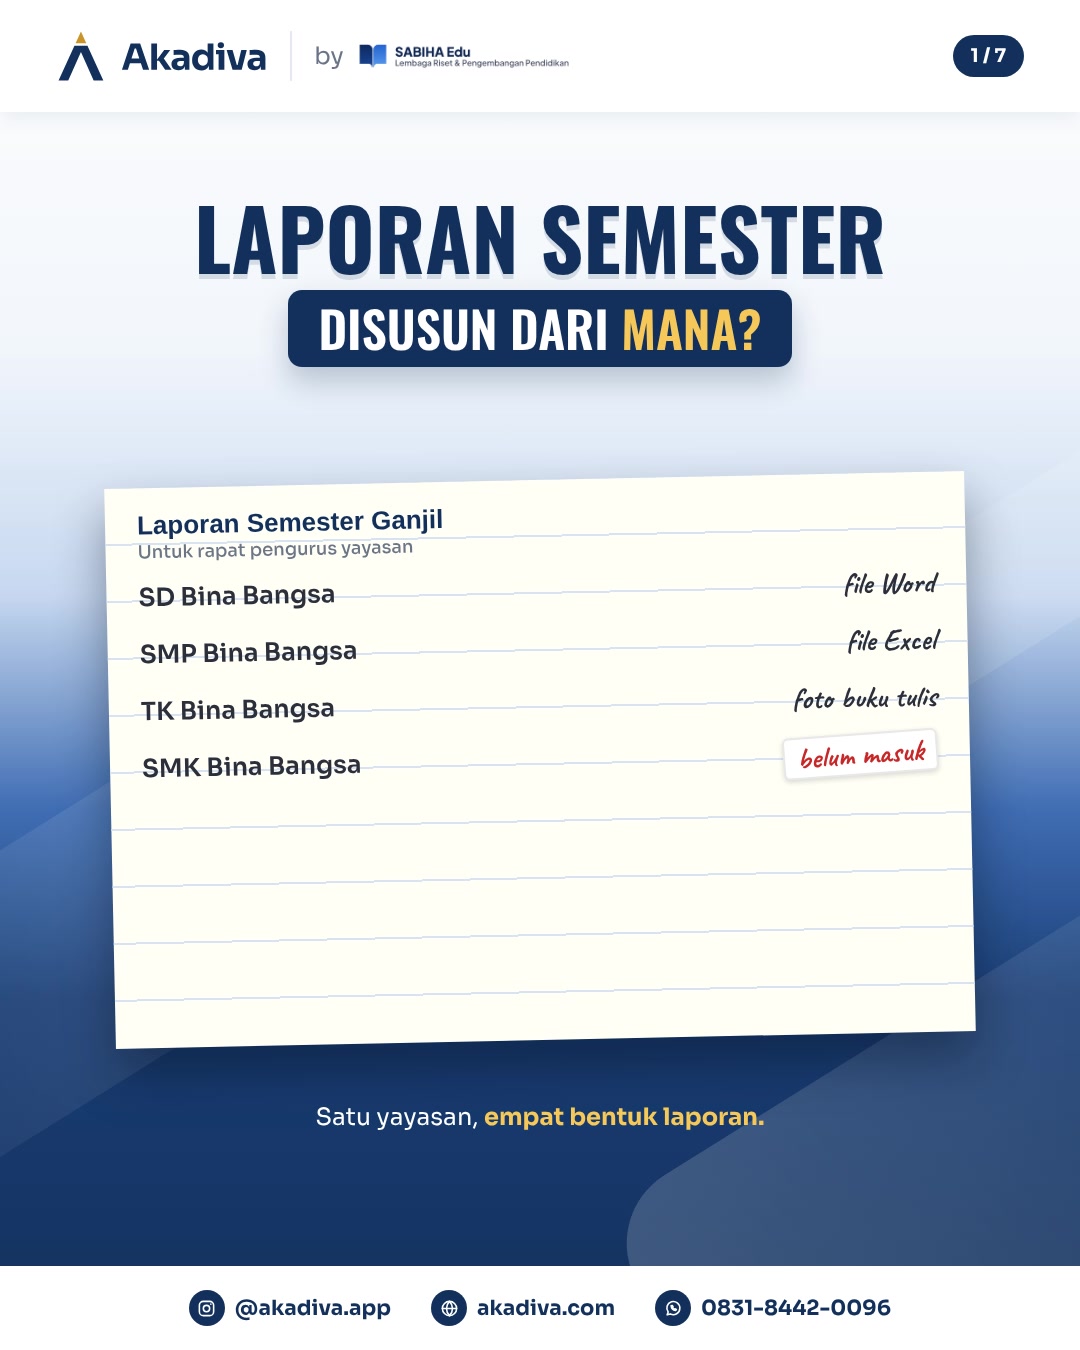 Akadiva
by
SABIHA Edu
Lembaga Riset & Pengembangan Pendidikan
1 / 7
LAPORAN SEMESTER
DISUSUN DARI MANA?
Laporan Semester Ganjil
Untuk rapat pengurus yayasan
SD Bina Bangsa file Word
SMP Bina Bangsa file Excel
TK Bina Bangsa foto buku tulis
SMK Bina Bangsa belum masuk
Satu yayasan, empat bentuk laporan.
@akadiva.app akadiva.com 0831-8442-0096